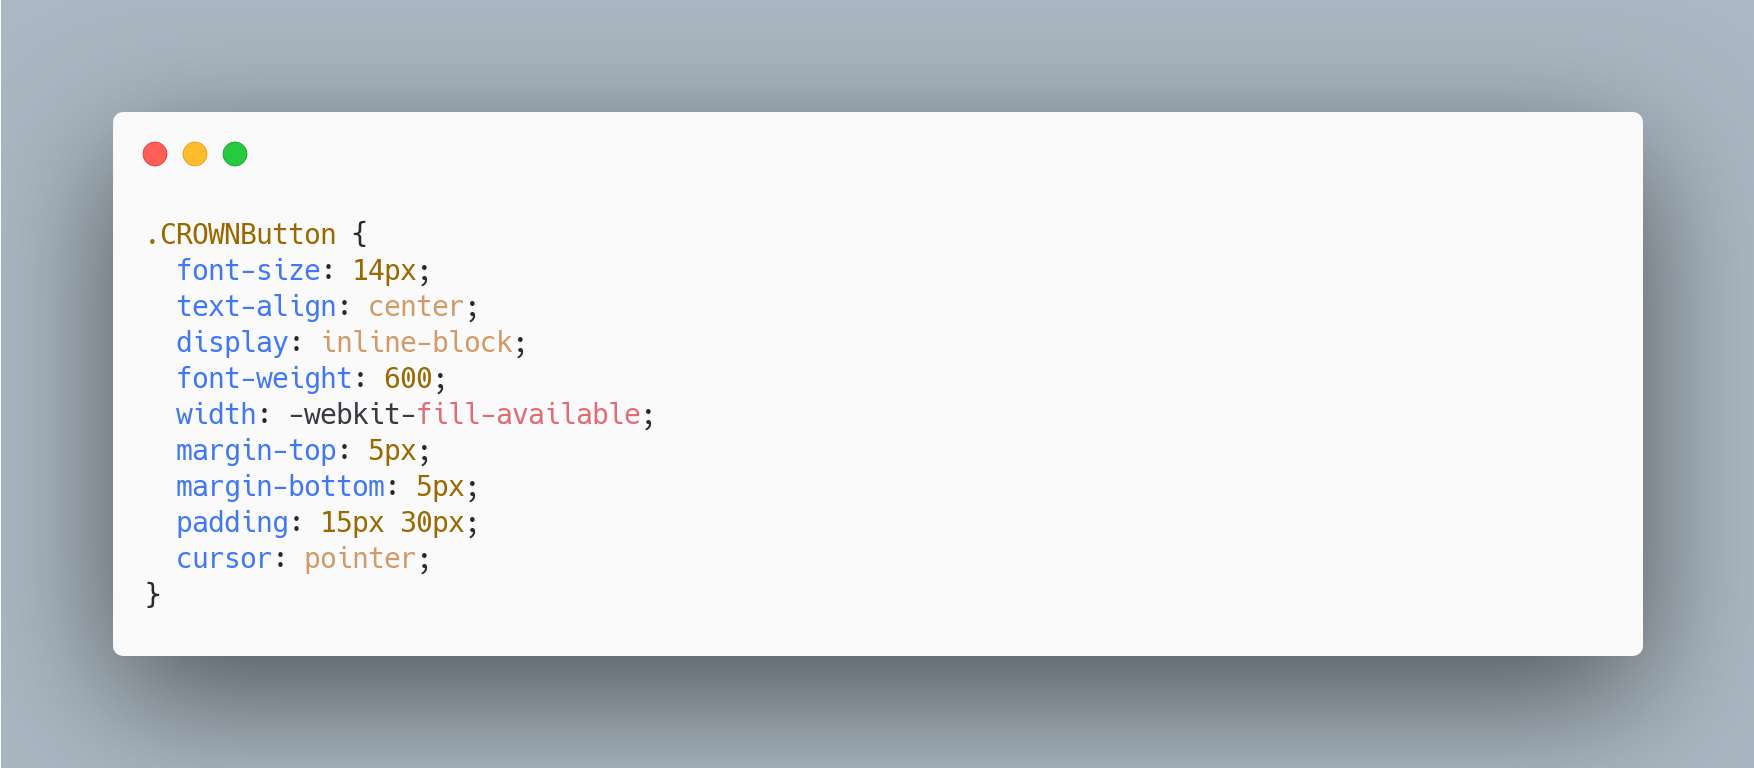 .CROWNButton {
  font-size: 14px;
  text-align: center;
  display: inline-block;
  font-weight: 600;
  width: -webkit-fill-available;
  margin-top: 5px;
  margin-bottom: 5px;
  padding: 15px 30px;
  cursor: pointer;
}